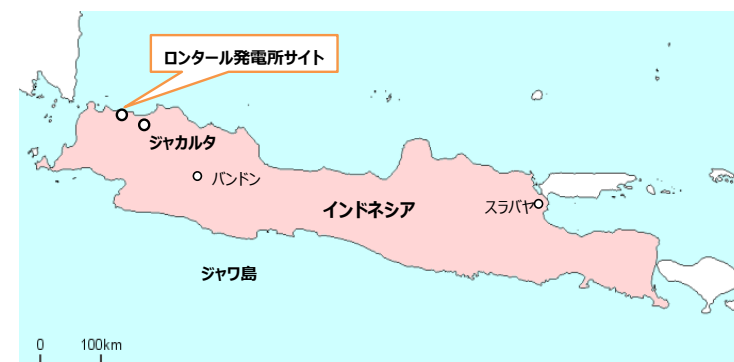 ロンタール発電所サイト
ジャカルタ
バンドン
インドネシア
スラバヤ
ジャワ島
0 100km